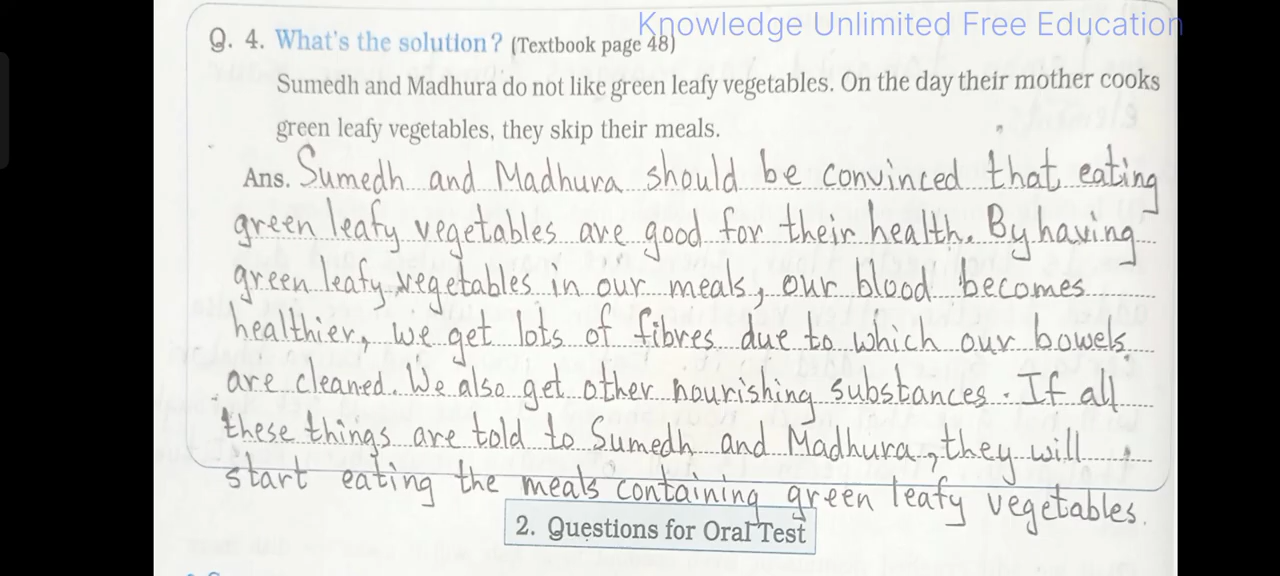 Knowledge Unlimited Free Education
Q. 4. What's the solution? (Textbook page 48)
Sumedh and Madhura do not like green leafy vegetables. On the day their mother cooks
green leafy vegetables, they skip their meals.
Ans. Sumedh and Madhura should be convinced that eating
green leafy vegetables are good for their health. By having
green leafy vegetables in our meals, our blood becomes
healthier, we get lots of fibres due to which our bowels
are cleaned. We also get other nourishing substances. If all
these things are told to Sumedh and Madhura, they will
start eating the meals containing green leafy vegetables.
2. Questions for Oral Test